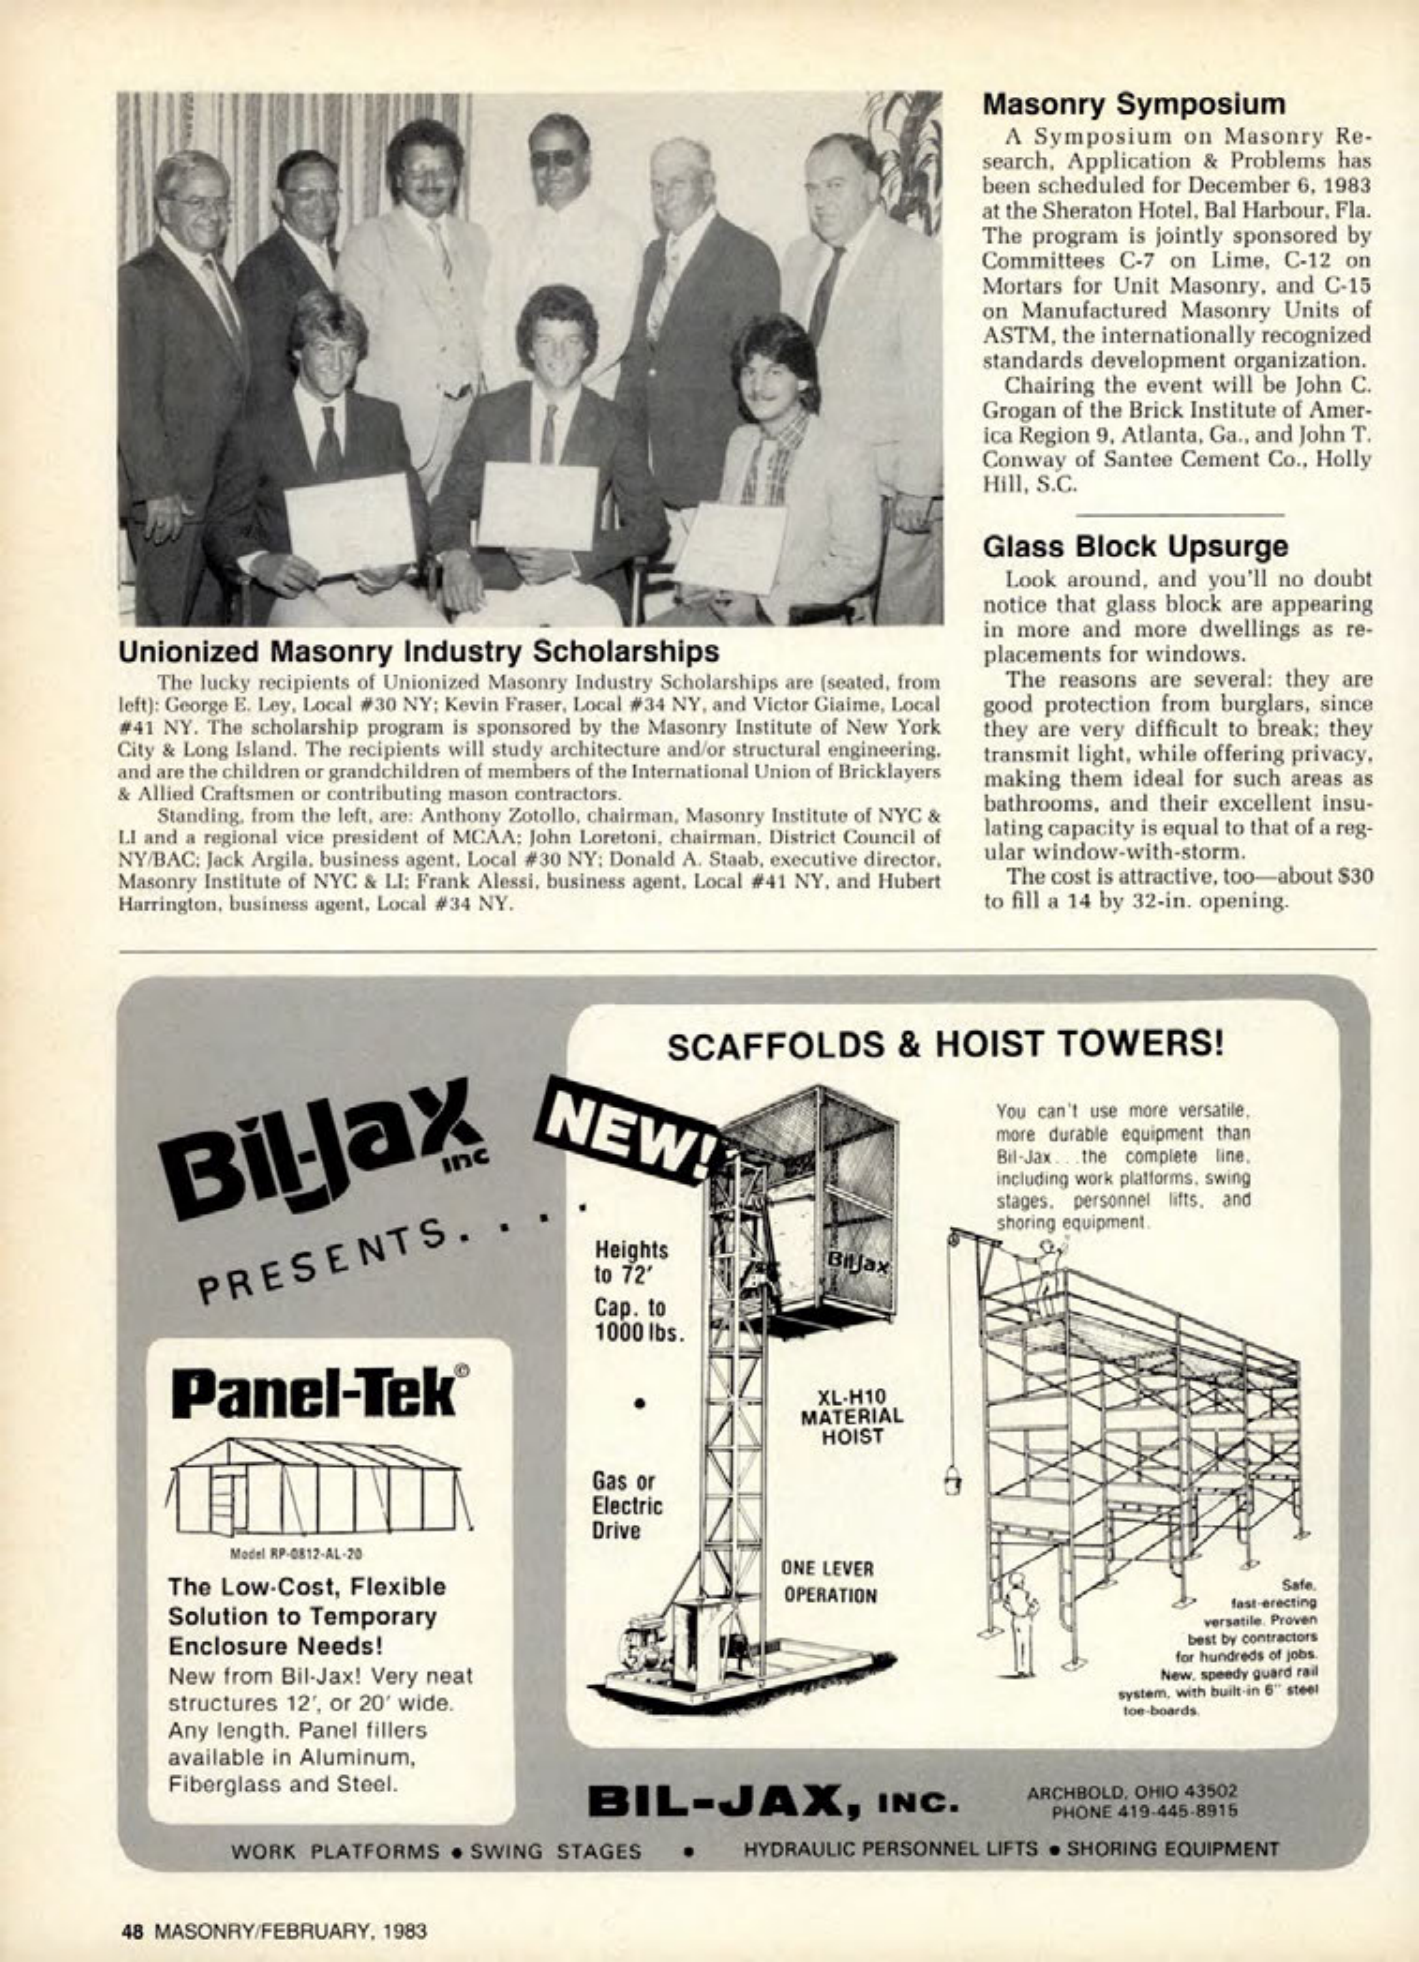 Unionized Masonry Industry Scholarships
The lucky recipients of Unionized Masonry Industry Scholarships are (seated, from
left): George E. Ley, Local #30 NY; Kevin Fraser, Local #34 NY, and Victor Giaime, Local
#41 NY. The scholarship program is sponsored by the Masonry Institute of New York
City & Long Island. The recipients will study architecture and/or structural engineering,
and are the children or grandchildren of members of the International Union of Bricklayers
& Allied Craftsmen or contributing mason contractors.
Standing, from the left, are: Anthony Zotollo, chairman, Masonry Institute of NYC &
LI and a regional vice president of MCAA; John Loretoni, chairman, District Council of
NY/BAC; Jack Argila, business agent, Local #30 NY; Donald A. Staab, executive director,
Masonry Institute of NYC & LI; Frank Alessi, business agent, Local #41 NY, and Hubert
Harrington, business agent, Local #34 NY.
Masonry Symposium
A Symposium on Masonry Re-
search, Application & Problems has
been scheduled for December 6, 1983
at the Sheraton Hotel, Bal Harbour, Fla.
The program is jointly sponsored by
Committees C-7 on Lime, C-12 on
Mortars for Unit Masonry, and C-15
on Manufactured Masonry Units of
ASTM, the internationally recognized
standards development organization.
Chairing the event will be John C.
Grogan of the Brick Institute of Amer-
ica Region 9, Atlanta, Ga., and John T.
Conway of Santee Cement Co., Holly
Hill, S.C.
Glass Block Upsurge
Look around, and you'll no doubt
notice that glass block are appearing
in more and more dwellings as re-
placements for windows.
The reasons are several: they are
good protection from burglars, since
they are very difficult to break; they
transmit light, while offering privacy,
making them ideal for such areas as
bathrooms, and their excellent insu-
lating capacity is equal to that of a reg-
ular window-with-storm.
The cost is attractive, too—about $30
to fill a 14 by 32-in. opening.
Bil-Jax
inc
PRESENTS. . . .
Panel-Tek©
Model RP-0812-AL-20
The Low-Cost, Flexible
Solution to Temporary
Enclosure Needs!
New from Bil-Jax! Very neat
structures 12', or 20' wide.
Any length. Panel fillers
available in Aluminum,
Fiberglass and Steel.
SCAFFOLDS & HOIST TOWERS!
NEW!
Heights
to 72'
Cap. to
1000 lbs.
•
Gas or
Electric
Drive
BilJax
XL-H10
MATERIAL
HOIST
ONE LEVER
OPERATION
You can't use more versatile,
more durable equipment than
Bil-Jax...the complete line,
including work platforms, swing
stages, personnel lifts, and
shoring equipment.
Safe,
fast-erecting
versatile. Proven
best by contractors
for hundreds of jobs.
New, speedy guard rail
system, with built-in 6" steel
toe-boards.
BIL-JAX, INC.
ARCHBOLD, OHIO 43502
PHONE 419-445-8915
WORK PLATFORMS • SWING STAGES • HYDRAULIC PERSONNEL LIFTS • SHORING EQUIPMENT
48 MASONRY/FEBRUARY, 1983